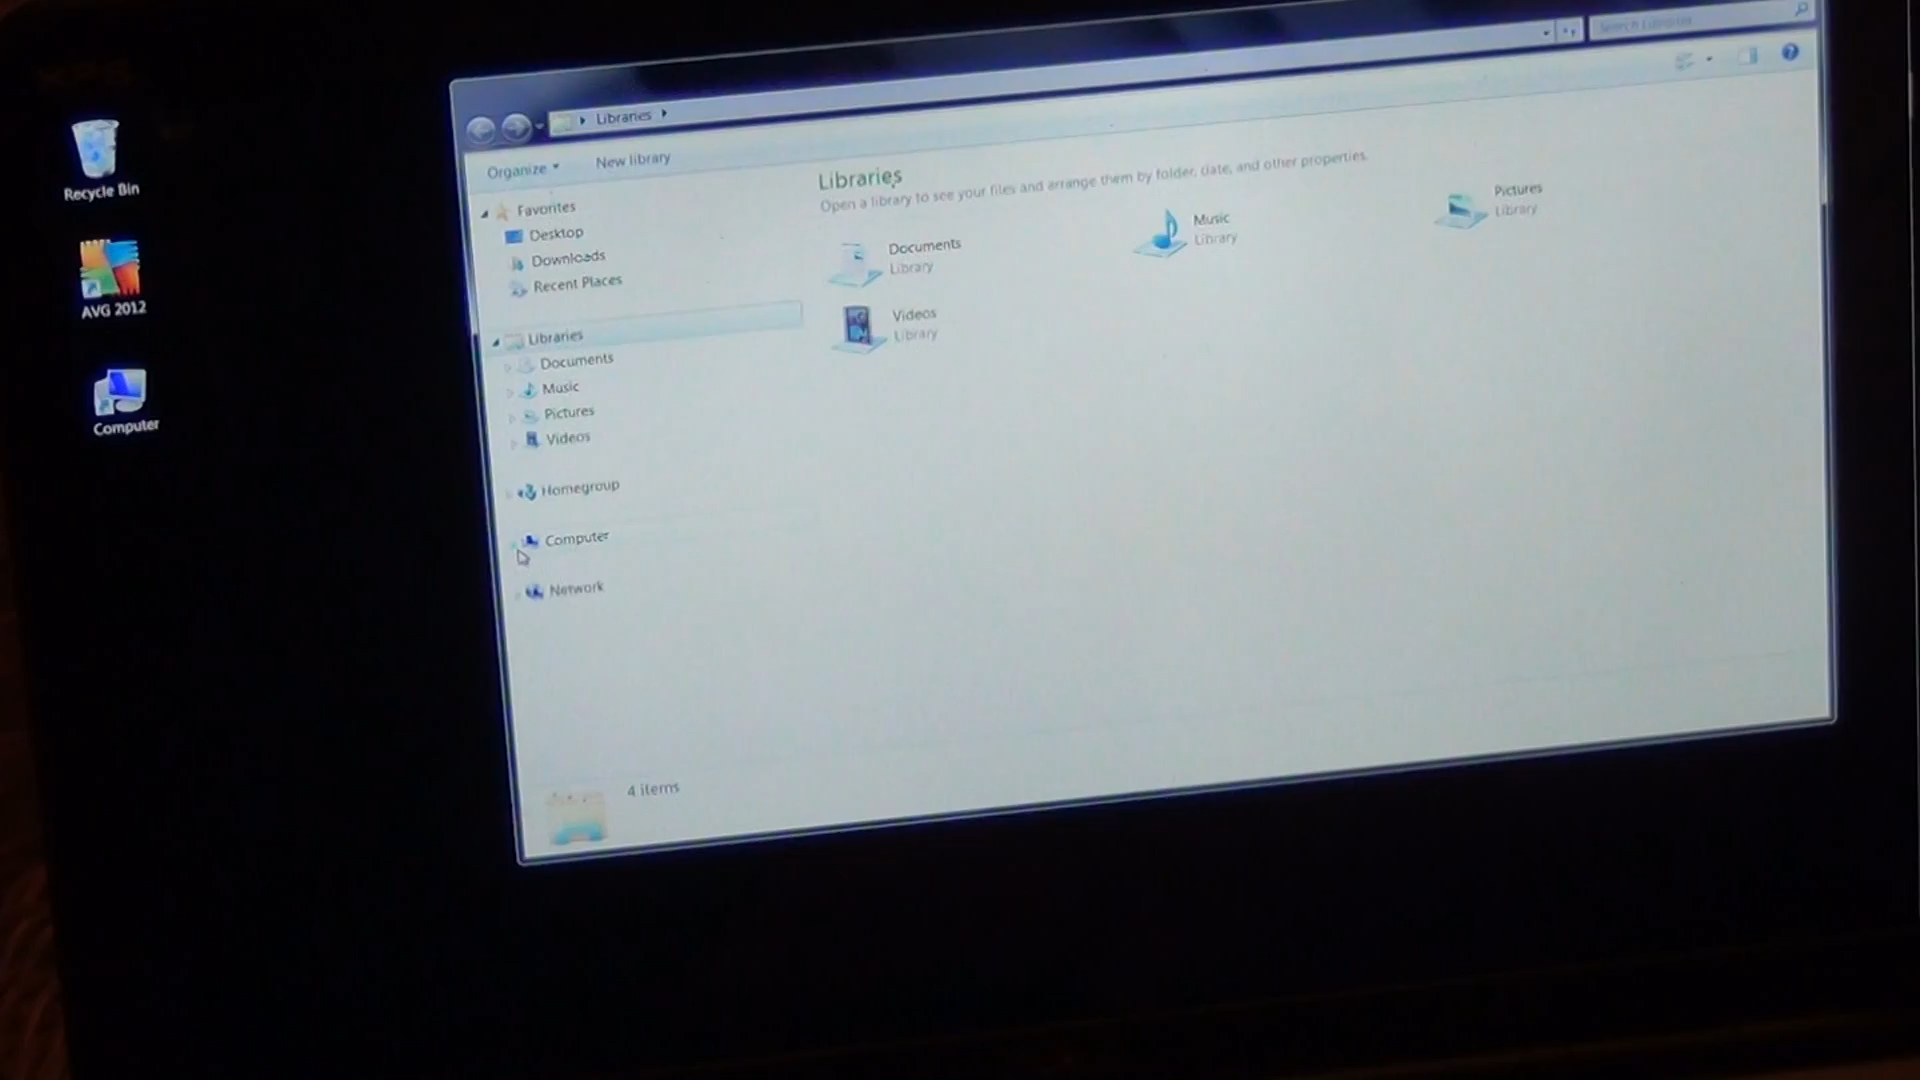 Recycle Bin
AVG 2012
Computer
Libraries
Search Libraries
Organize
New library
Favorites
Desktop
Downloads
Recent Places
Libraries
Documents
Music
Pictures
Videos
Homegroup
Computer
Network
Libraries
Open a library to see your files and arrange them by folder, date, and other properties.
Documents
Library
Music
Library
Pictures
Library
Videos
Library
4 items